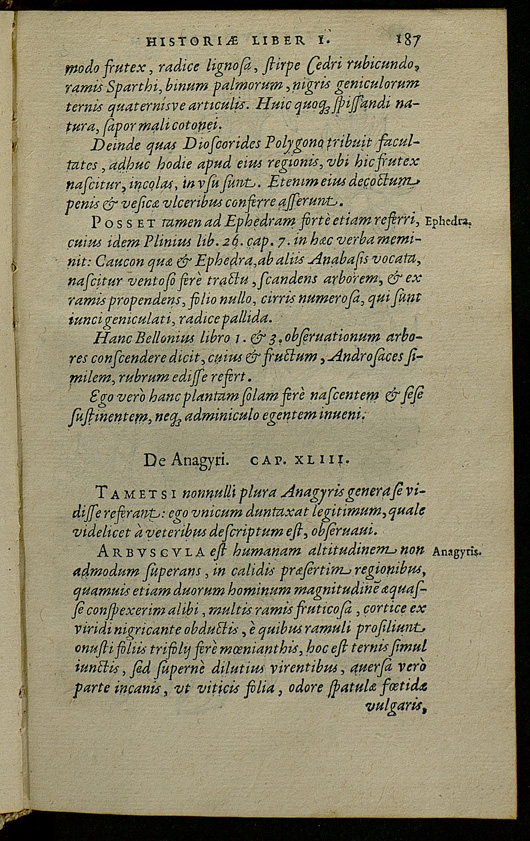 HISTORIÆ LIBER I. 187
modo frutex, radice lignosa, stirpe Cedri rubicundo,
ramis Sparthi, binum palmorum, nigris geniculorum
ternis quaternisve articulis. Huic quoq; spissandi na-
tura, sapor mali cotonei.
Deinde quas Dioscorides Polygono tribuit facul-
tates, adhuc hodie apud eius regionis, vbi hic frutex
nascitur, incolas, in vsu sunt. Etenim eius decoctum
penis & vesicæ vlceribus conferre asserunt.
POSSET tamen ad Ephedram fortè etiam referri, Ephedra.
cuius idem Plinius lib. 26. cap. 7. in hæc verba memi-
nit: Caucon quæ & Ephedra, ab aliis Anabasis vocata,
nascitur ventoso ferè tractu, scandens arborem, & ex
ramis propendens, folio nullo, cirris numerosa, qui sunt
iunci geniculati, radice pallida.
Hanc Bellonius libro 1. & 3. obseruationum arbo-
res conscendere dicit, cuius & fructum, Androsaces si-
milem, rubrum edisse refert.
Ego verò hanc plantam solam ferè nascentem & sese
sustinentem, neq; adminiculo egentem inueni.
De Anagyri. CAP. XLIII.
TAMETSI nonnulli plura Anagyris genera se vi-
disse referant: ego vnicum duntaxat legitimum, quale
videlicet à veteribus descriptum est, obseruaui.
ARBVSCVLA est humanam altitudinem non Anagyris.
admodum superans, in calidis præsertim regionibus,
quamuis etiam duorum hominum magnitudinē æquas-
se conspexerim alibi, multis ramis fruticosa, cortice ex
viridi nigricante obductis, è quibus ramuli prosiliunt
onusti foliis trifolij ferè mœnianthis, hoc est ternis simul
iunctis, sed supernè dilutius virentibus, auersa verò
parte incanis, vt viticis folia, odore spatulæ fœtidæ
vulgaris,